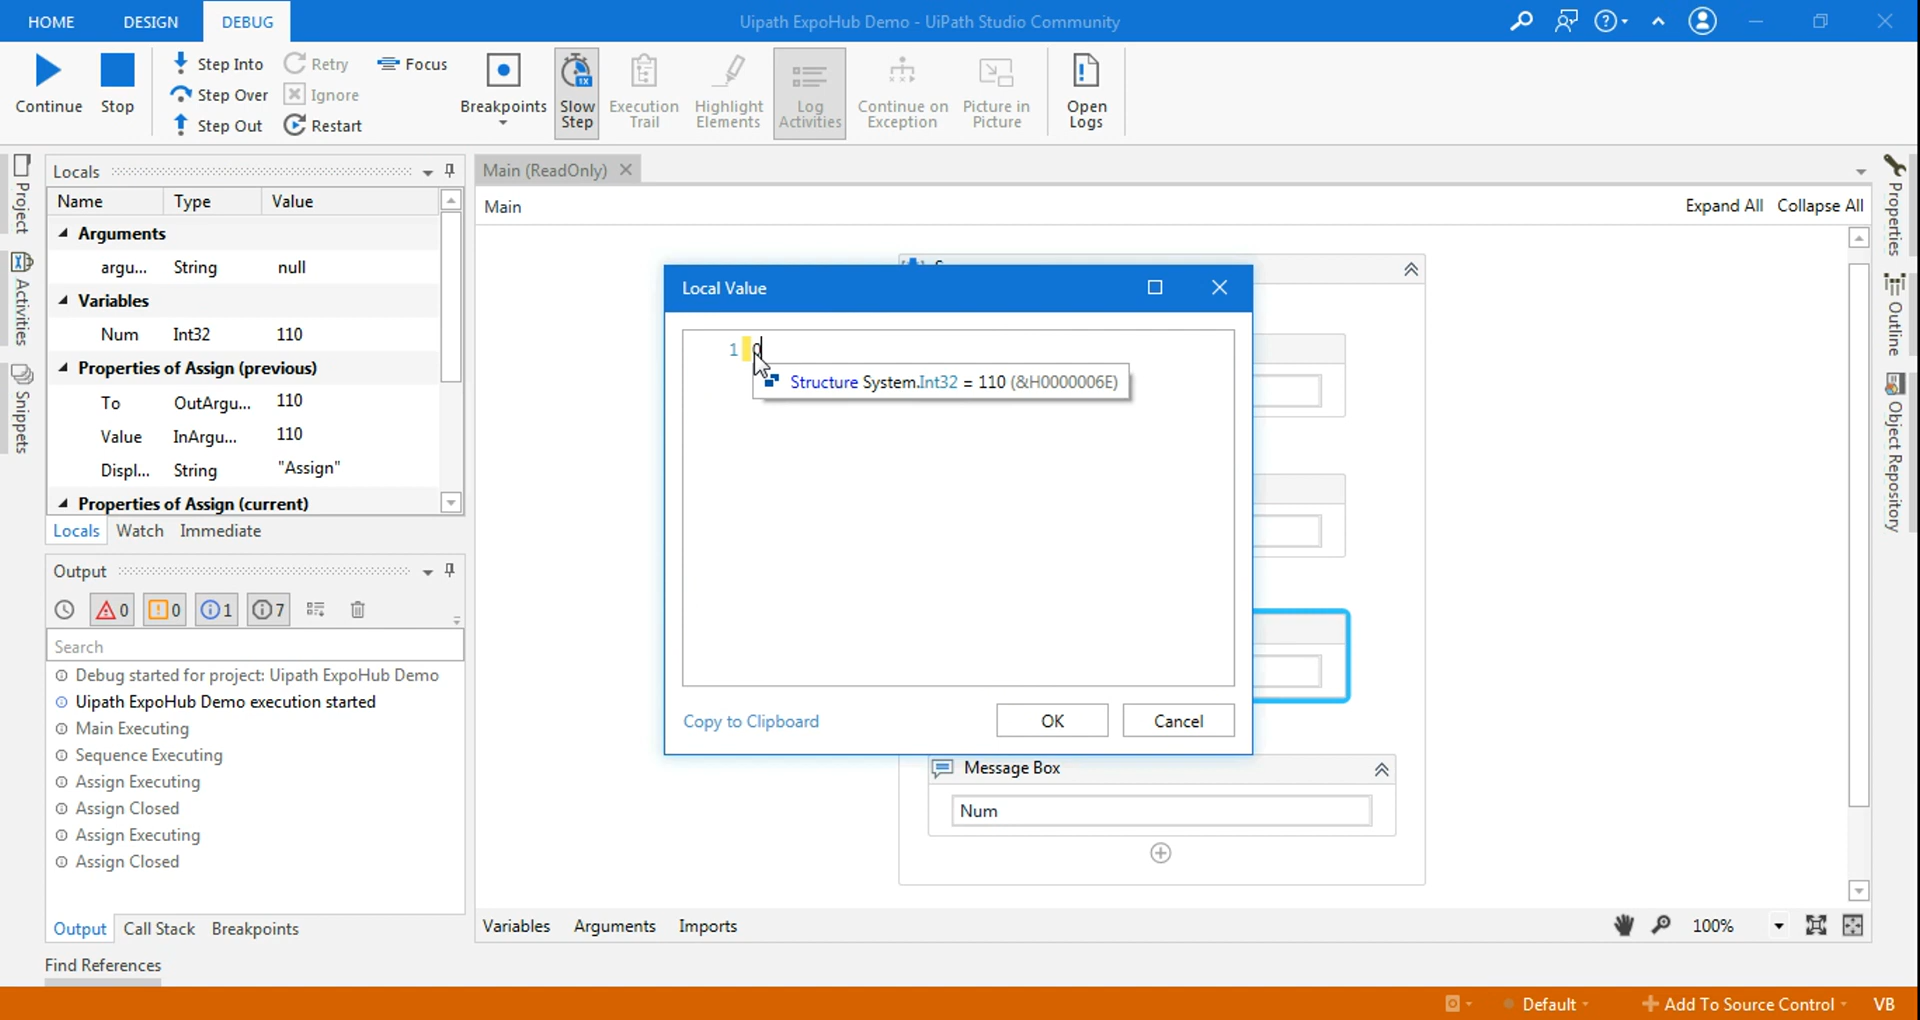 HOME DESIGN DEBUG Uipath ExpoHub Demo - UiPath Studio Community
Continue Stop
Step Into Retry Focus
Step Over Ignore
Step Out Restart
Breakpoints
Slow Step
Execution Trail
Highlight Elements
Log Activities
Continue on Exception
Picture in Picture
Open Logs
Project
Activities
Snippets
Locals
Name Type Value
Arguments
argu... String null
Variables
Num Int32 110
Properties of Assign (previous)
To OutArgu... 110
Value InArgu... 110
Displ... String "Assign"
Properties of Assign (current)
Locals Watch Immediate
Output
0 0 1 7
Search
Debug started for project: Uipath ExpoHub Demo
Uipath ExpoHub Demo execution started
Main Executing
Sequence Executing
Assign Executing
Assign Closed
Assign Executing
Assign Closed
Output Call Stack Breakpoints
Find References
Main (ReadOnly)
Main Expand All Collapse All
Local Value
1 0
Structure System.Int32 = 110 (&H0000006E)
Copy to Clipboard OK Cancel
Message Box
Num
Variables Arguments Imports 100%
Properties
Outline
Object Repository
Default Add To Source Control VB